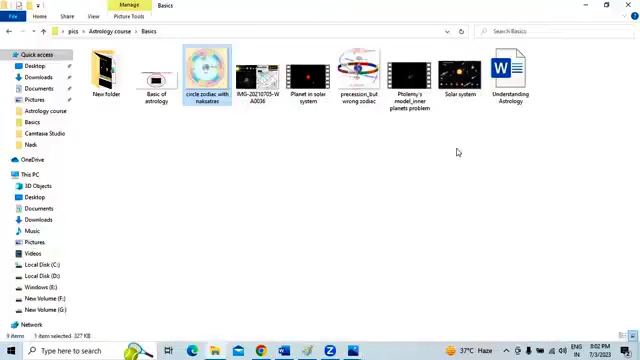 Manage
Basics
File
Home
Share
View
Picture Tools
pics
Astrology course
Basics
Search Basics
Quick access
Desktop
Downloads
Documents
Pictures
Astrology course
Basics
Camtasia Studio
Nadi
OneDrive
This PC
3D Objects
Desktop
Documents
Downloads
Music
Pictures
Videos
Local Disk (C:)
Local Disk (D:)
Windows (E:)
New Volume (F:)
New Volume (G:)
Network
New folder
Basic of
astrology
circle zodiac with
naksatras
IMG-20210705-W
A0036
Planet in solar
system
precession_but
wrong zodiac
Ptholemy's
model_inner
planets problem
Solar system
Understanding
Astrology
9 items
1 item selected 327 KB
Type here to search
37°C Haze
ENG
IN
8:02 PM
7/3/2023